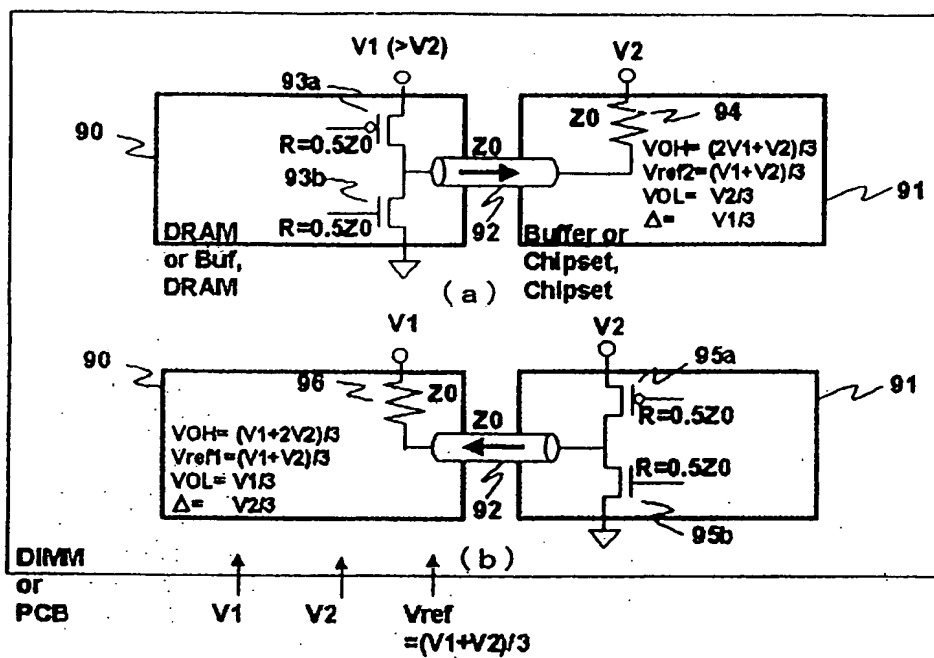 V1 (>V2)
V2
93a
90
R=0.5Z0
93b
R=0.5Z0
Z0
92
Z0
94
VOH= (2V1+V2)/3
Vref2=(V1+V2)/3
VOL= V2/3
Δ= V1/3
91
DRAM
or Buf,
DRAM
Buffer or
Chipset,
Chipset
(a)
V1
V2
90
96
Z0
Z0
95a
R=0.5Z0
91
VOH= (V1+2V2)/3
Vref1=(V1+V2)/3
VOL= V1/3
Δ= V2/3
92
R=0.5Z0
95b
(b)
DIMM
or
PCB
V1
V2
Vref
=(V1+V2)/3